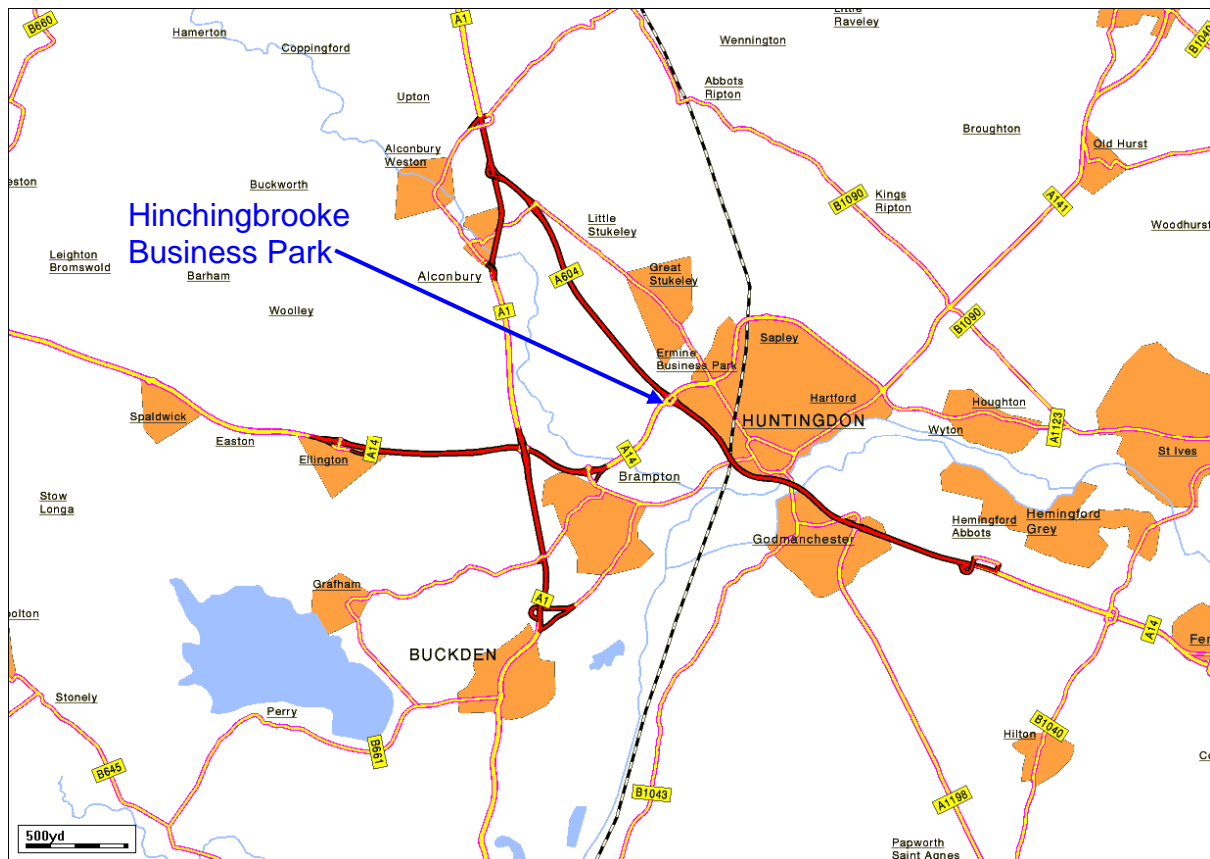 B660
Hamerton
Coppingford
A1
Wennington
Little
Raveley
B1040
Upton
Abbots
Ripton
Broughton
Old Hurst
Alconbury
Weston
Buckworth
Kings
Ripton
B1090
A141
Woodhurst
Hinchingbrooke
Business Park
Little
Stukeley
Leighton
Bromswold
Barham
Alconbury
A604
Great
Stukeley
Woolley
A1
B1090
Sapley
Ermine
Business Park
Spaldwick
Hartford
Houghton
HUNTINGDON
Wyton
A1123
Easton
Ellington
A14
A14
Brampton
St Ives
Stow
Longa
Hemingford
Abbots
Hemingford
Grey
Godmanchester
Grafham
A1
A14
Fen
olton
BUCKDEN
Stonely
Perry
B661
Hilton
B1040
B645
B1043
A1198
500yd
Papworth
Saint Agnes
eston
Co